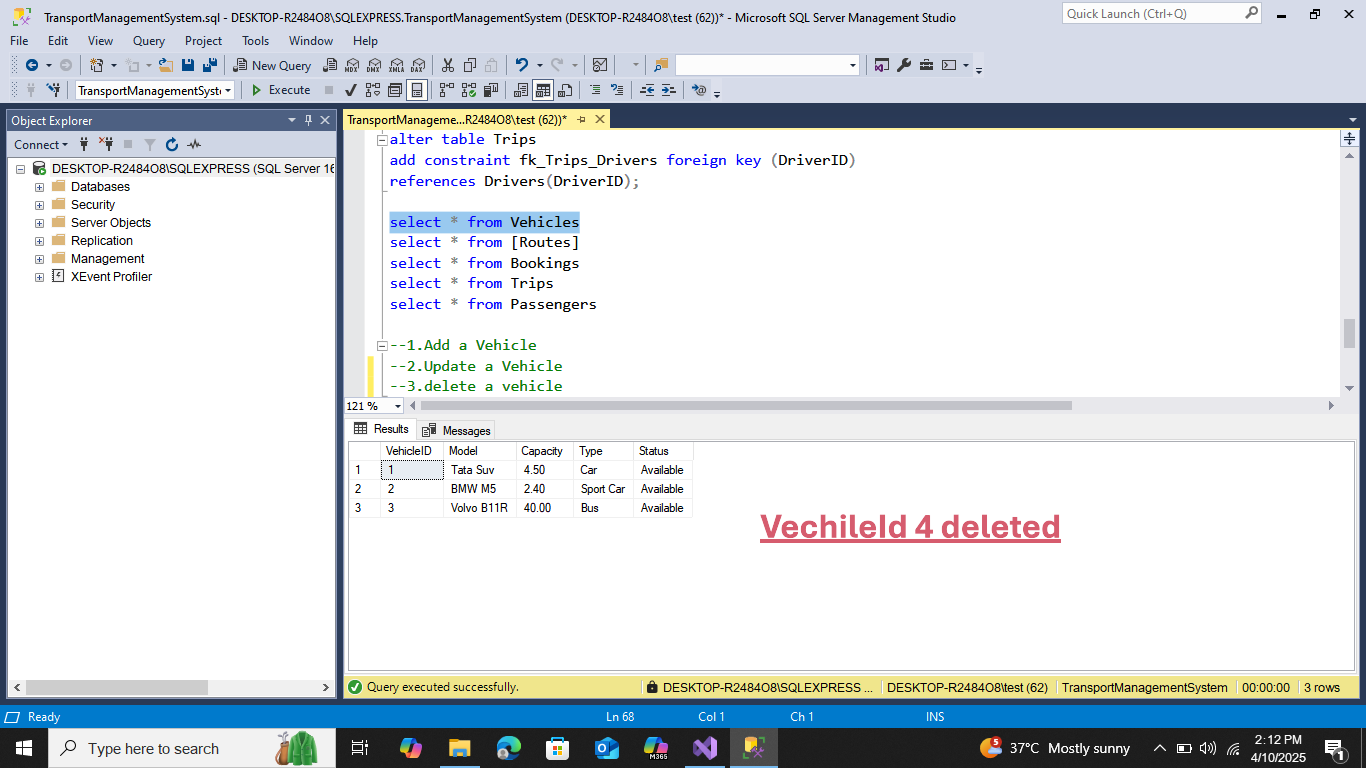 TransportManagementSystem.sql - DESKTOP-R2484O8\SQLEXPRESS.TransportManagementSystem (DESKTOP-R2484O8\test (62))* - Microsoft SQL Server Management Studio
Quick Launch (Ctrl+Q)
File Edit View Query Project Tools Window Help
New Query MDX DMX XMLA DAX
TransportManagementSyste Execute
Object Explorer
TransportManageme...R2484O8\test (62))*
Connect
DESKTOP-R2484O8\SQLEXPRESS (SQL Server 16
Databases
Security
Server Objects
Replication
Management
XEvent Profiler
alter table Trips
add constraint fk_Trips_Drivers foreign key (DriverID)
references Drivers(DriverID);
select * from Vehicles
select * from [Routes]
select * from Bookings
select * from Trips
select * from Passengers
--1.Add a Vehicle
--2.Update a Vehicle
--3.delete a vehicle
121 %
Results Messages
VehicleID Model Capacity Type Status
1 1 Tata Suv 4.50 Car Available
2 2 BMW M5 2.40 Sport Car Available
3 3 Volvo B11R 40.00 Bus Available
VechileId 4 deleted
Query executed successfully. DESKTOP-R2484O8\SQLEXPRESS ... DESKTOP-R2484O8\test (62) TransportManagementSystem 00:00:00 3 rows
Ready Ln 68 Col 1 Ch 1 INS
Type here to search M365 5 37°C Mostly sunny 2:12 PM
4/10/2025 1